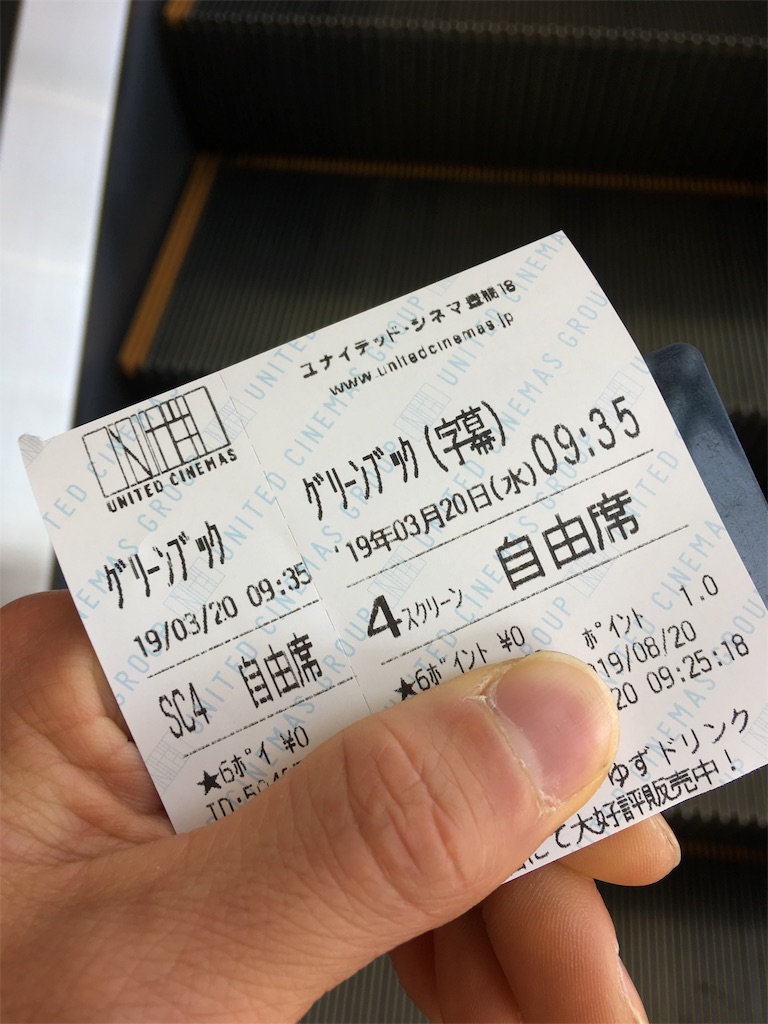 ユナイテッド・シネマ豊橋18
www.unitedcinemas.jp
UNITED CINEMAS
グリーンブック
19/03/20 09:35
SC4 自由席
★6ポイ ¥0
グリーンブック(字幕)
'19年03月20日(水) 09:35
4スクリーン 自由席
★6ポイント ¥0 ポイント 1.0
19/08/20
20 09:25:18
ゆずドリンク
にて大好評販売中!